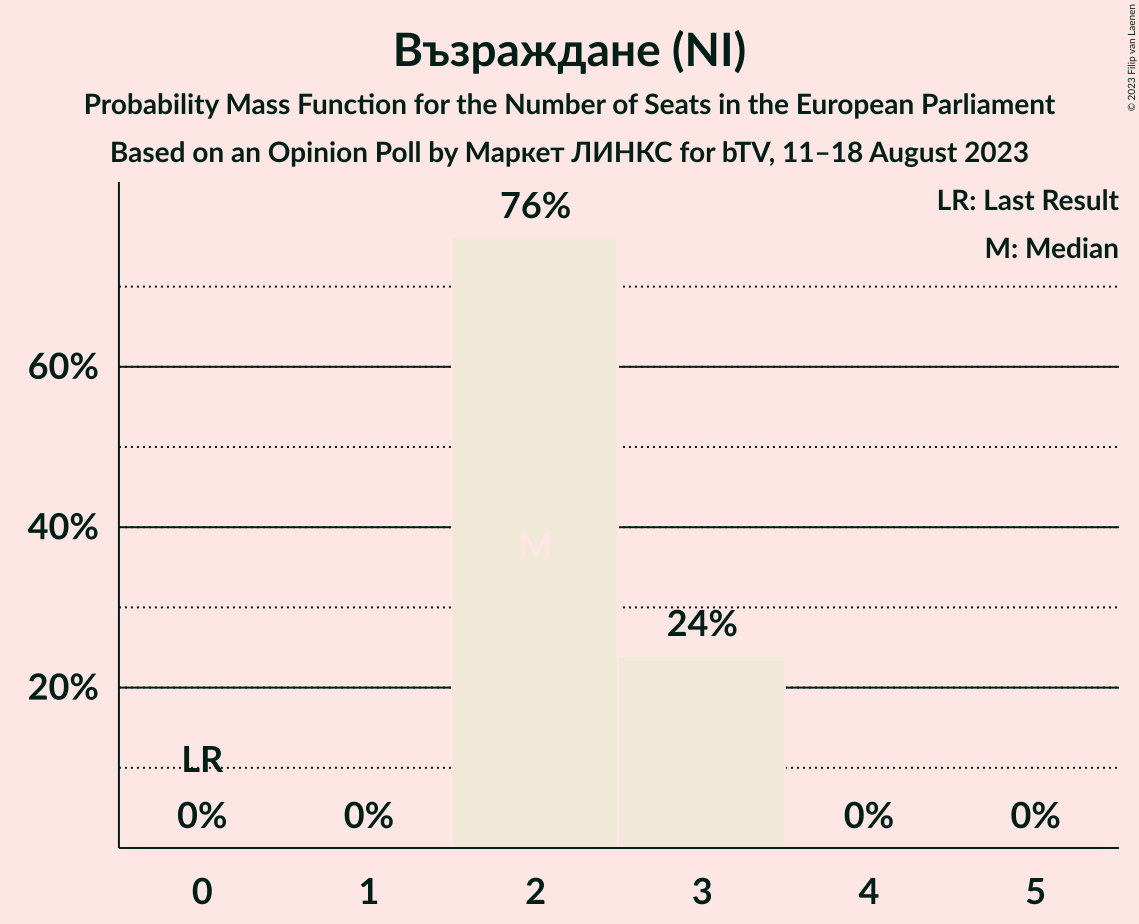 Възраждане (NI)
Probability Mass Function for the Number of Seats in the European Parliament
Based on an Opinion Poll by Маркет ЛИНКС for bTV, 11–18 August 2023
© 2023 Filip van Laenen
LR: Last Result
M: Median
76%
60%
40%
M
24%
20%
LR
0%
0%
0%
0%
0 1 2 3 4 5